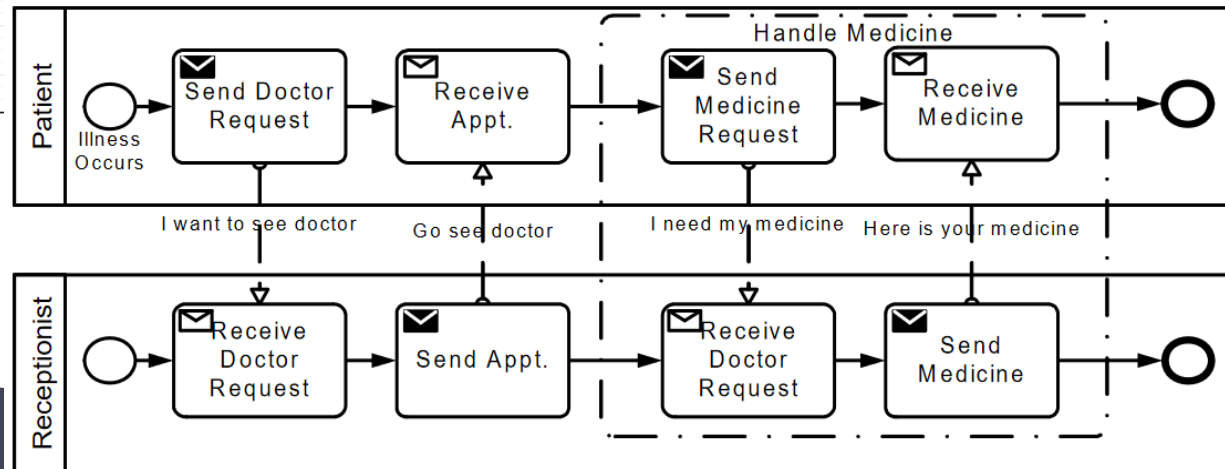 Handle Medicine
Patient
Illness
Occurs
Send Doctor
Request
Receive
Appt.
Send
Medicine
Request
Receive
Medicine
I want to see doctor
Go see doctor
I need my medicine
Here is your medicine
Receptionist
Receive
Doctor
Request
Send Appt.
Receive
Doctor
Request
Send
Medicine